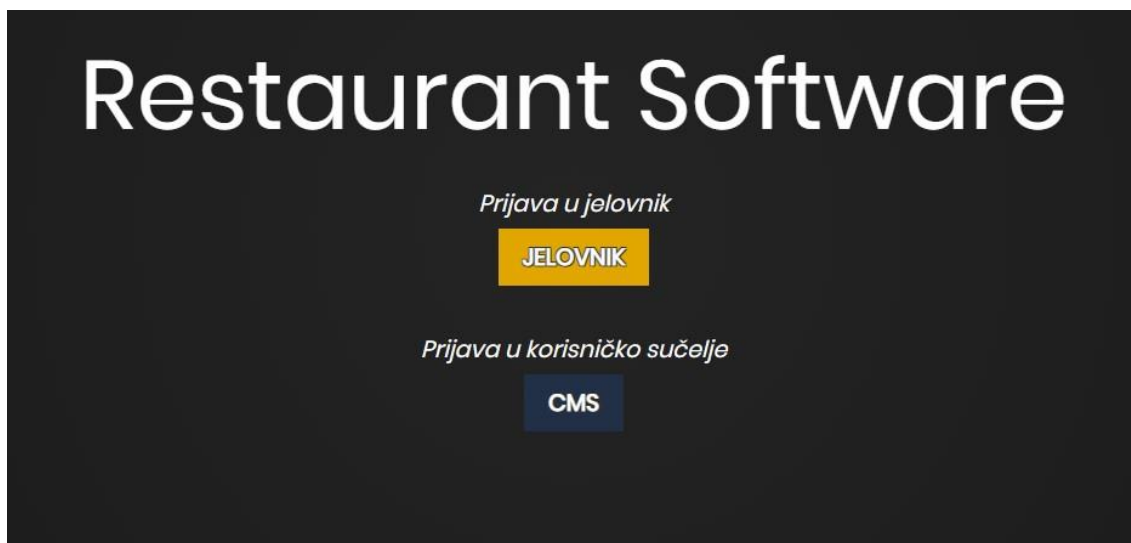 Restaurant Software
Prijava u jelovnik
JELOVNIK
Prijava u korisničko sučelje
CMS